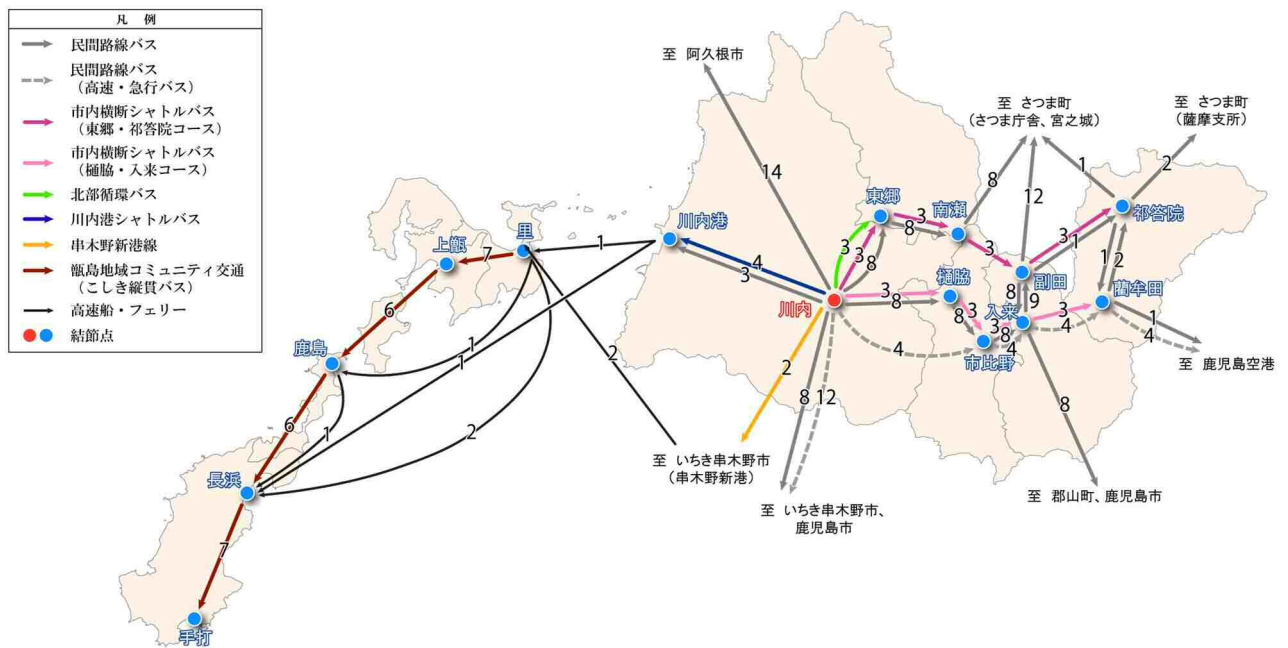 凡 例
民間路線バス
民間路線バス
（高速・急行バス）
市内横断シャトルバス
（東郷・祁答院コース）
市内横断シャトルバス
（樋脇・入来コース）
北部循環バス
川内港シャトルバス
串木野新港線
甑島地域コミュニティ交通
（こしき縦貫バス）
高速船・フェリー
結節点
至 阿久根市
至 さつま町
（さつま庁舎、宮之城）
至 さつま町
（薩摩支所）
14
8
12
1
2
東郷
南瀬
祁答院
川内港
里
上甑
7
1
6
4
3
3
3
8
3
8
3
3
1
1
12
副田
樋脇
藺牟田
川内
3
8
8
9
入来
3
8
3
8
4
3
4
1
4
市比野
4
至 鹿児島空港
鹿島
1
1
2
2
8
12
8
6
1
2
至 いちき串木野市
（串木野新港）
至 いちき串木野市、
鹿児島市
至 郡山町、鹿児島市
長浜
7
手打